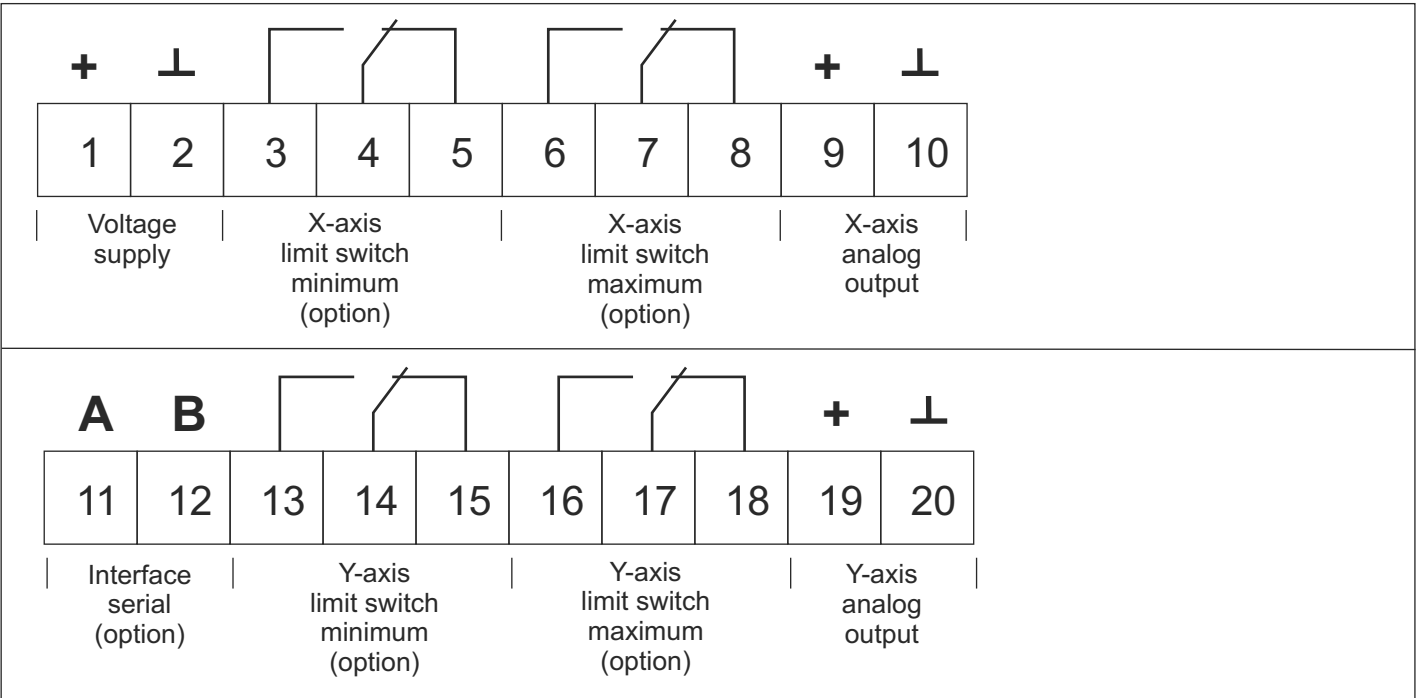 + ⊥ + ⊥
1 2 3 4 5 6 7 8 9 10
Voltage
supply
X-axis
limit switch
minimum
(option)
X-axis
limit switch
maximum
(option)
X-axis
analog
output
A B + ⊥
11 12 13 14 15 16 17 18 19 20
Interface
serial
(option)
Y-axis
limit switch
minimum
(option)
Y-axis
limit switch
maximum
(option)
Y-axis
analog
output